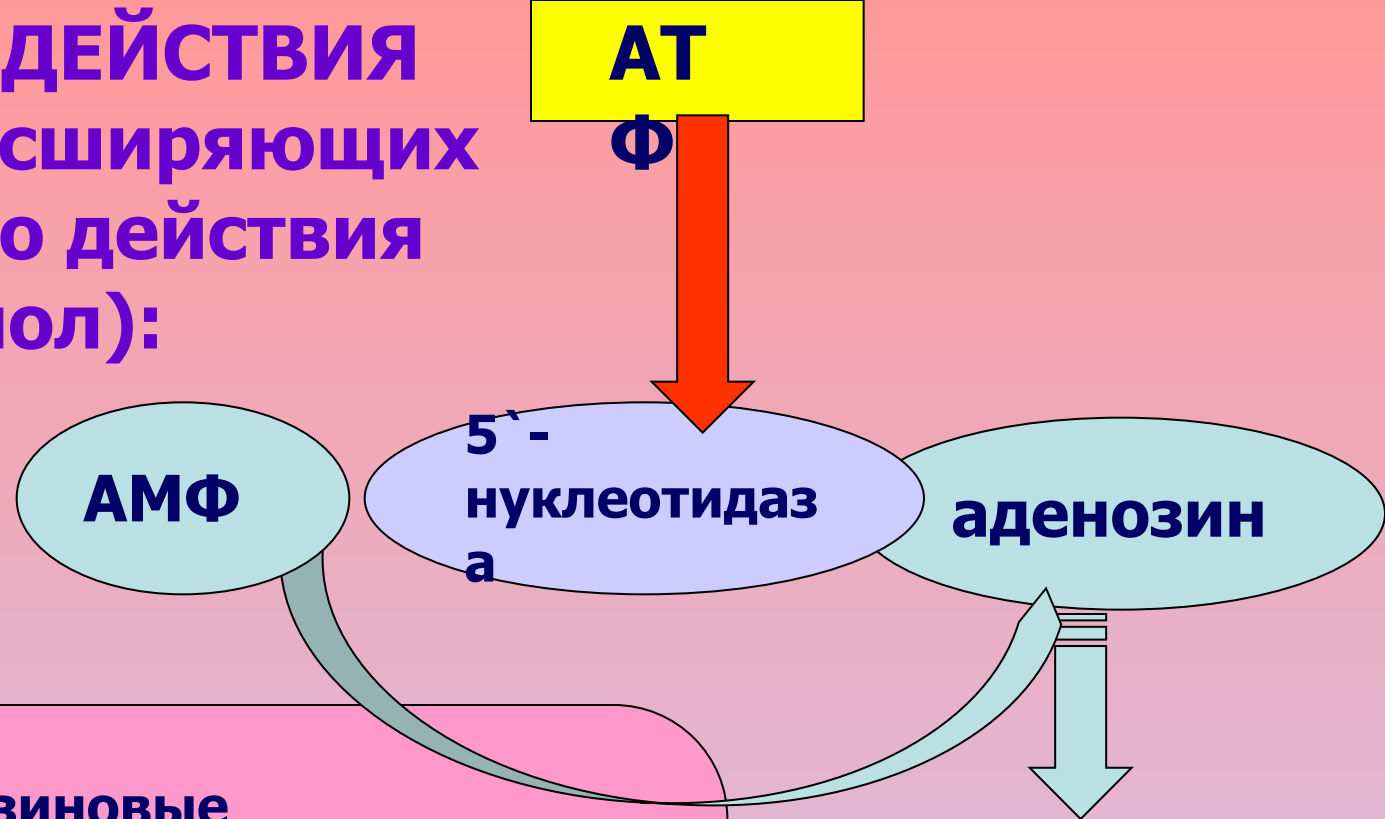 ДЕЙСТВИЯ
сширяющих
о действия
ол):
АТ
Ф
5`-
нуклеотидаз
а
АМФ
аденозин
зиновые